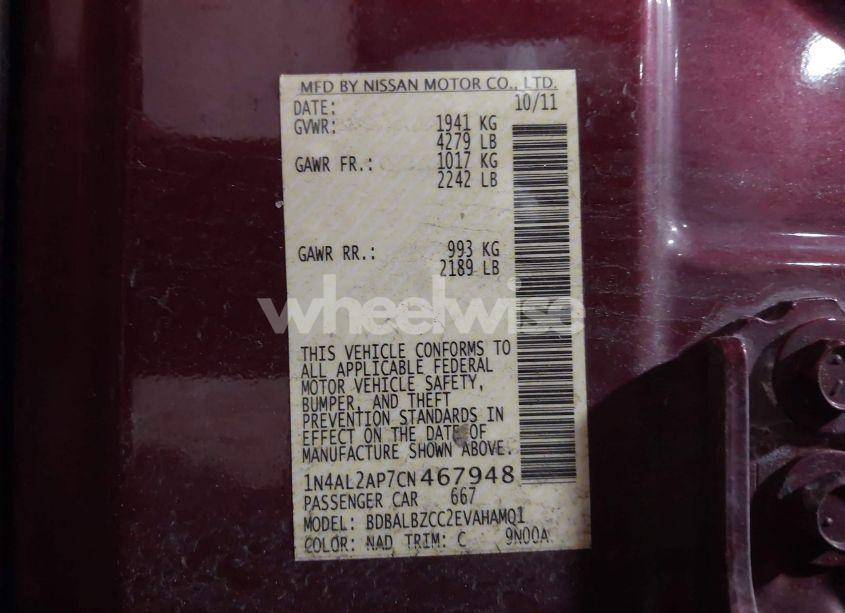 MFD BY NISSAN MOTOR CO., LTD.
DATE: 10/11
GVWR: 1941 KG
4279 LB
GAWR FR.: 1017 KG
2242 LB
GAWR RR.: 993 KG
2189 LB
wheelwise
THIS VEHICLE CONFORMS TO
ALL APPLICABLE FEDERAL
MOTOR VEHICLE SAFETY,
BUMPER, AND THEFT
PREVENTION STANDARDS IN
EFFECT ON THE DATE OF
MANUFACTURE SHOWN ABOVE.
1N4AL2AP7CN467948
PASSENGER CAR 667
MODEL: BDBALBZCC2EVAHAMQ1
COLOR: NAD TRIM: C 9N00A